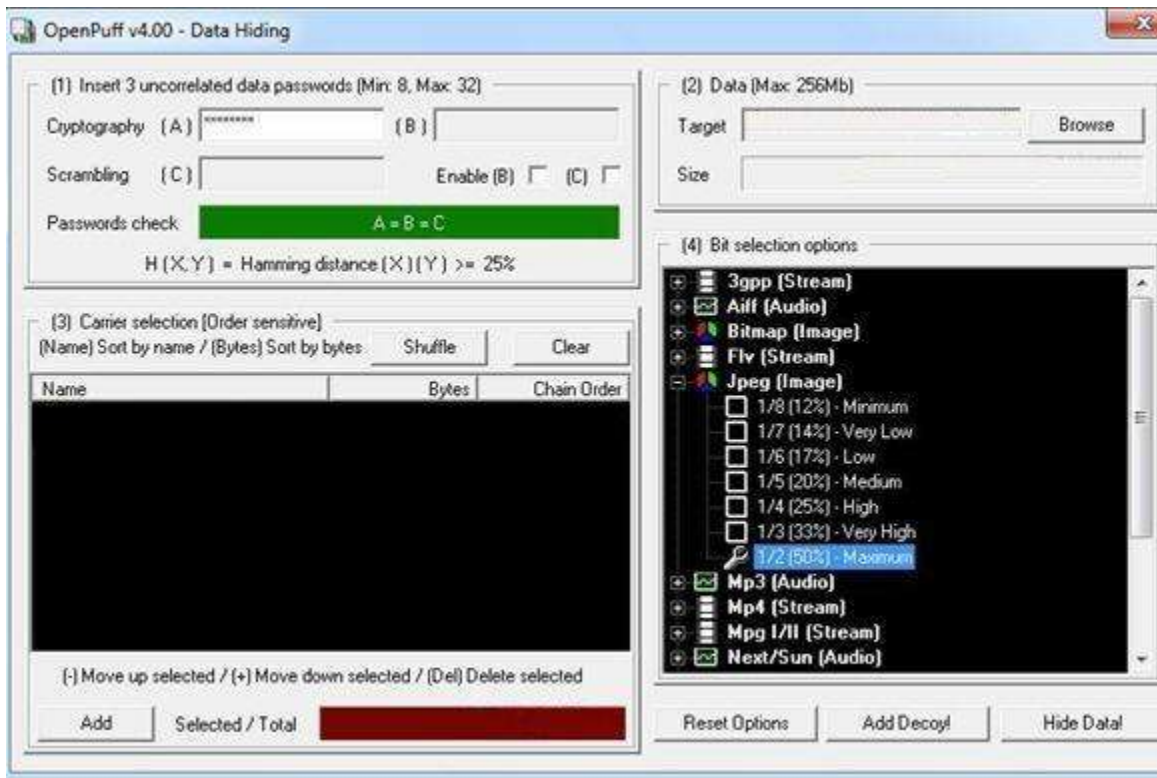 OpenPuff v4.00 - Data Hiding
(1) Insert 3 uncorrelated data passwords (Min: 8, Max: 32)
Cryptography (A) ******** (B)
Scrambling (C) Enable (B) (C)
Passwords check A = B = C
H (X,Y) = Hamming distance (X)(Y) >= 25%
(2) Data (Max: 256Mb)
Target Browse
Size
(3) Carrier selection [Order sensitive]
(Name) Sort by name / (Bytes) Sort by bytes Shuffle Clear
Name Bytes Chain Order
(-) Move up selected / (+) Move down selected / (Del) Delete selected
Add Selected / Total
(4) Bit selection options
3gpp (Stream)
Aiff (Audio)
Bitmap (Image)
Flv (Stream)
Jpeg (Image)
1/8 (12%) - Minimum
1/7 (14%) - Very Low
1/6 (17%) - Low
1/5 (20%) - Medium
1/4 (25%) - High
1/3 (33%) - Very High
1/2 (50%) - Maximum
Mp3 (Audio)
Mp4 (Stream)
Mpg I/II (Stream)
Next/Sun (Audio)
Reset Options Add Decoy! Hide Data!